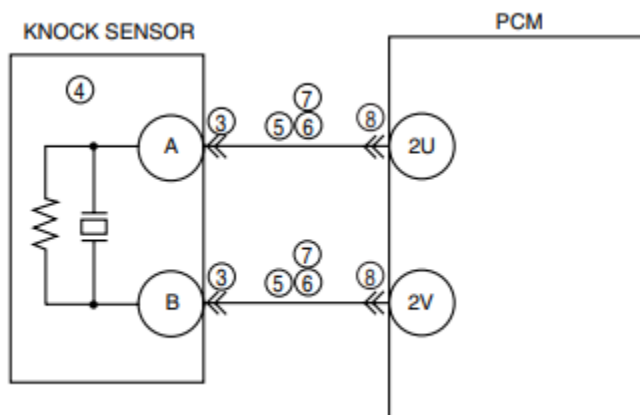 PCM
KNOCK SENSOR
④
A
③
⑤ ⑥
⑦
⑧
2U
B
③
⑤ ⑥
⑦
⑧
2V